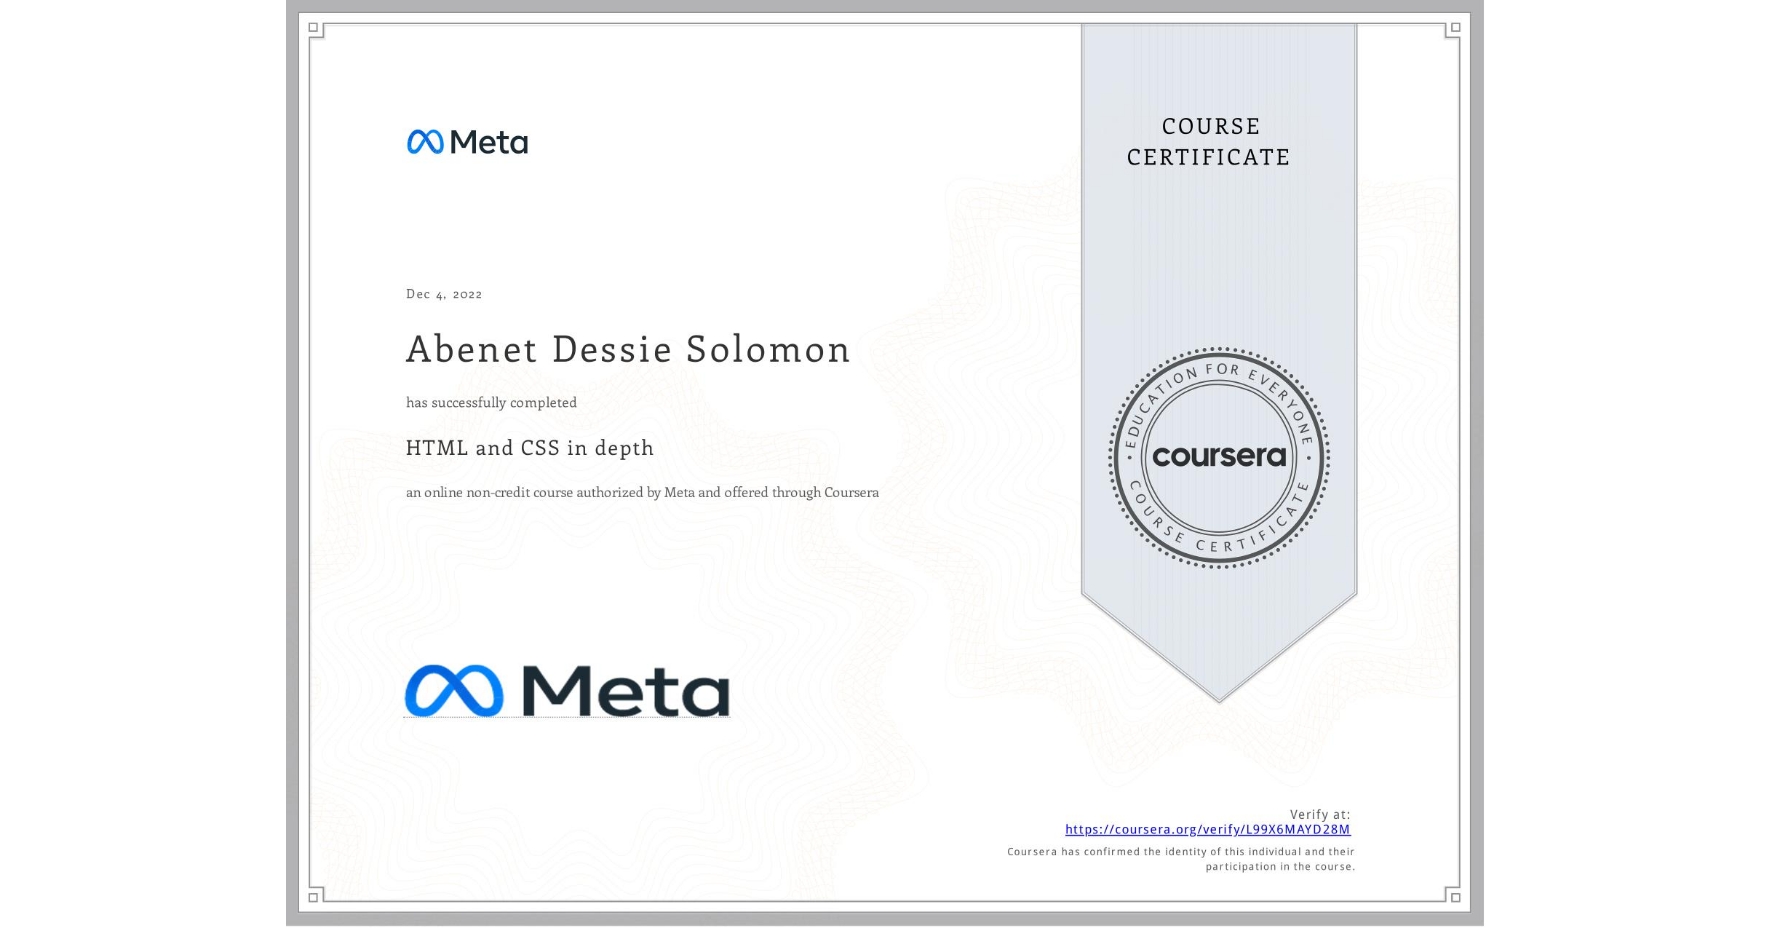 Meta
COURSE
CERTIFICATE
Dec 4, 2022
Abenet Dessie Solomon
has successfully completed
HTML and CSS in depth
an online non-credit course authorized by Meta and offered through Coursera
EDUCATION FOR EVERYONE
coursera
COURSE CERTIFICATE
Meta
Verify at:
https://coursera.org/verify/L99X6MAYD28M
Coursera has confirmed the identity of this individual and their
participation in the course.